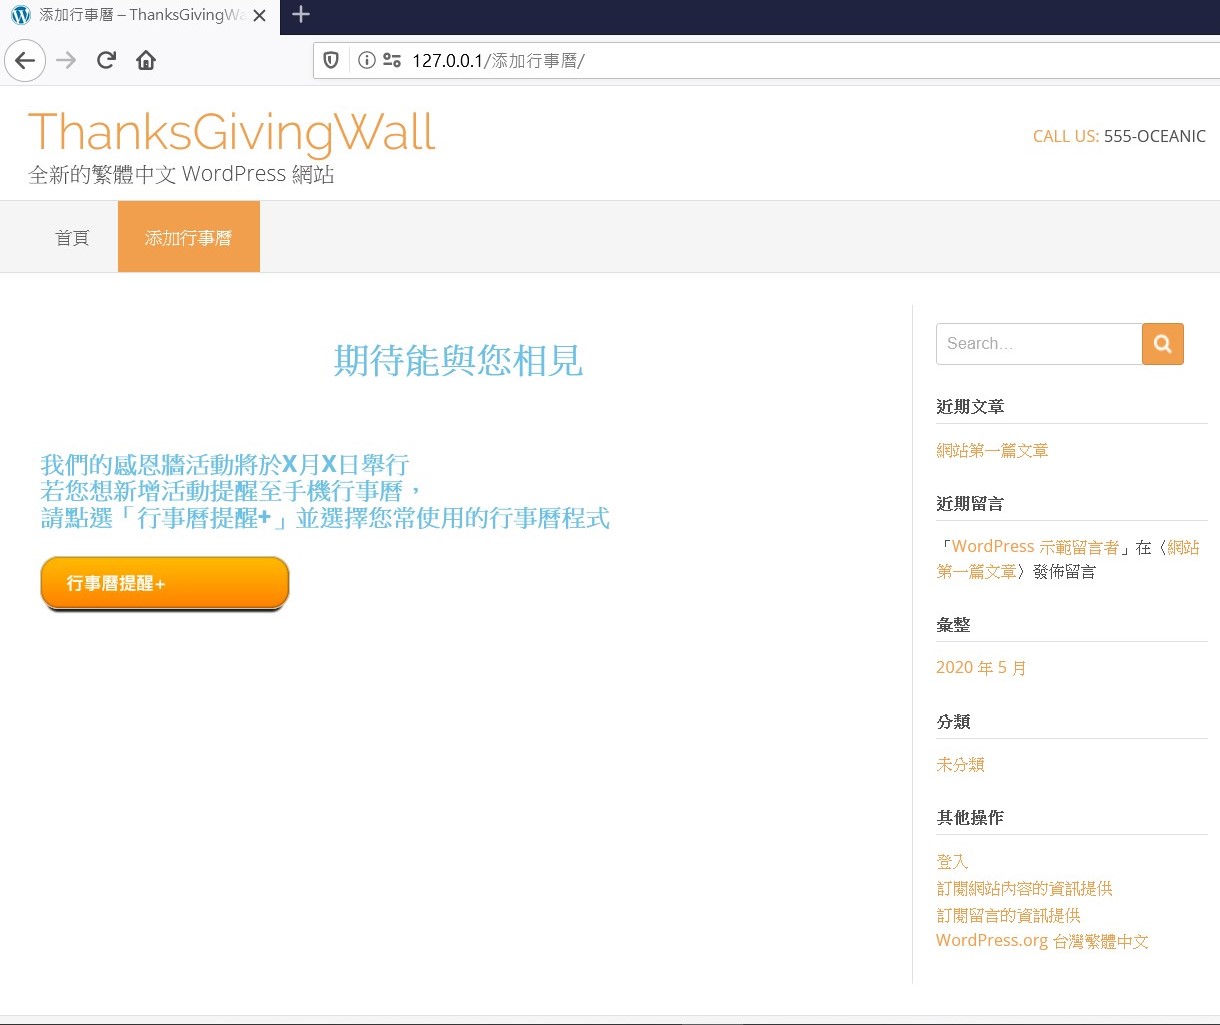 添加行事曆 – ThanksGivingWa
127.0.0.1/添加行事曆/
ThanksGivingWall
全新的繁體中文 WordPress 網站
CALL US: 555-OCEANIC
首頁
添加行事曆
期待能與您相見
我們的感恩牆活動將於X月X日舉行
若您想新增活動提醒至手機行事曆，
請點選「行事曆提醒+」並選擇您常使用的行事曆程式
行事曆提醒+
Search…
近期文章
網站第一篇文章
近期留言
「WordPress 示範留言者」在〈網站
第一篇文章〉發佈留言
彙整
2020 年 5 月
分類
未分類
其他操作
登入
訂閱網站內容的資訊提供
訂閱留言的資訊提供
WordPress.org 台灣繁體中文